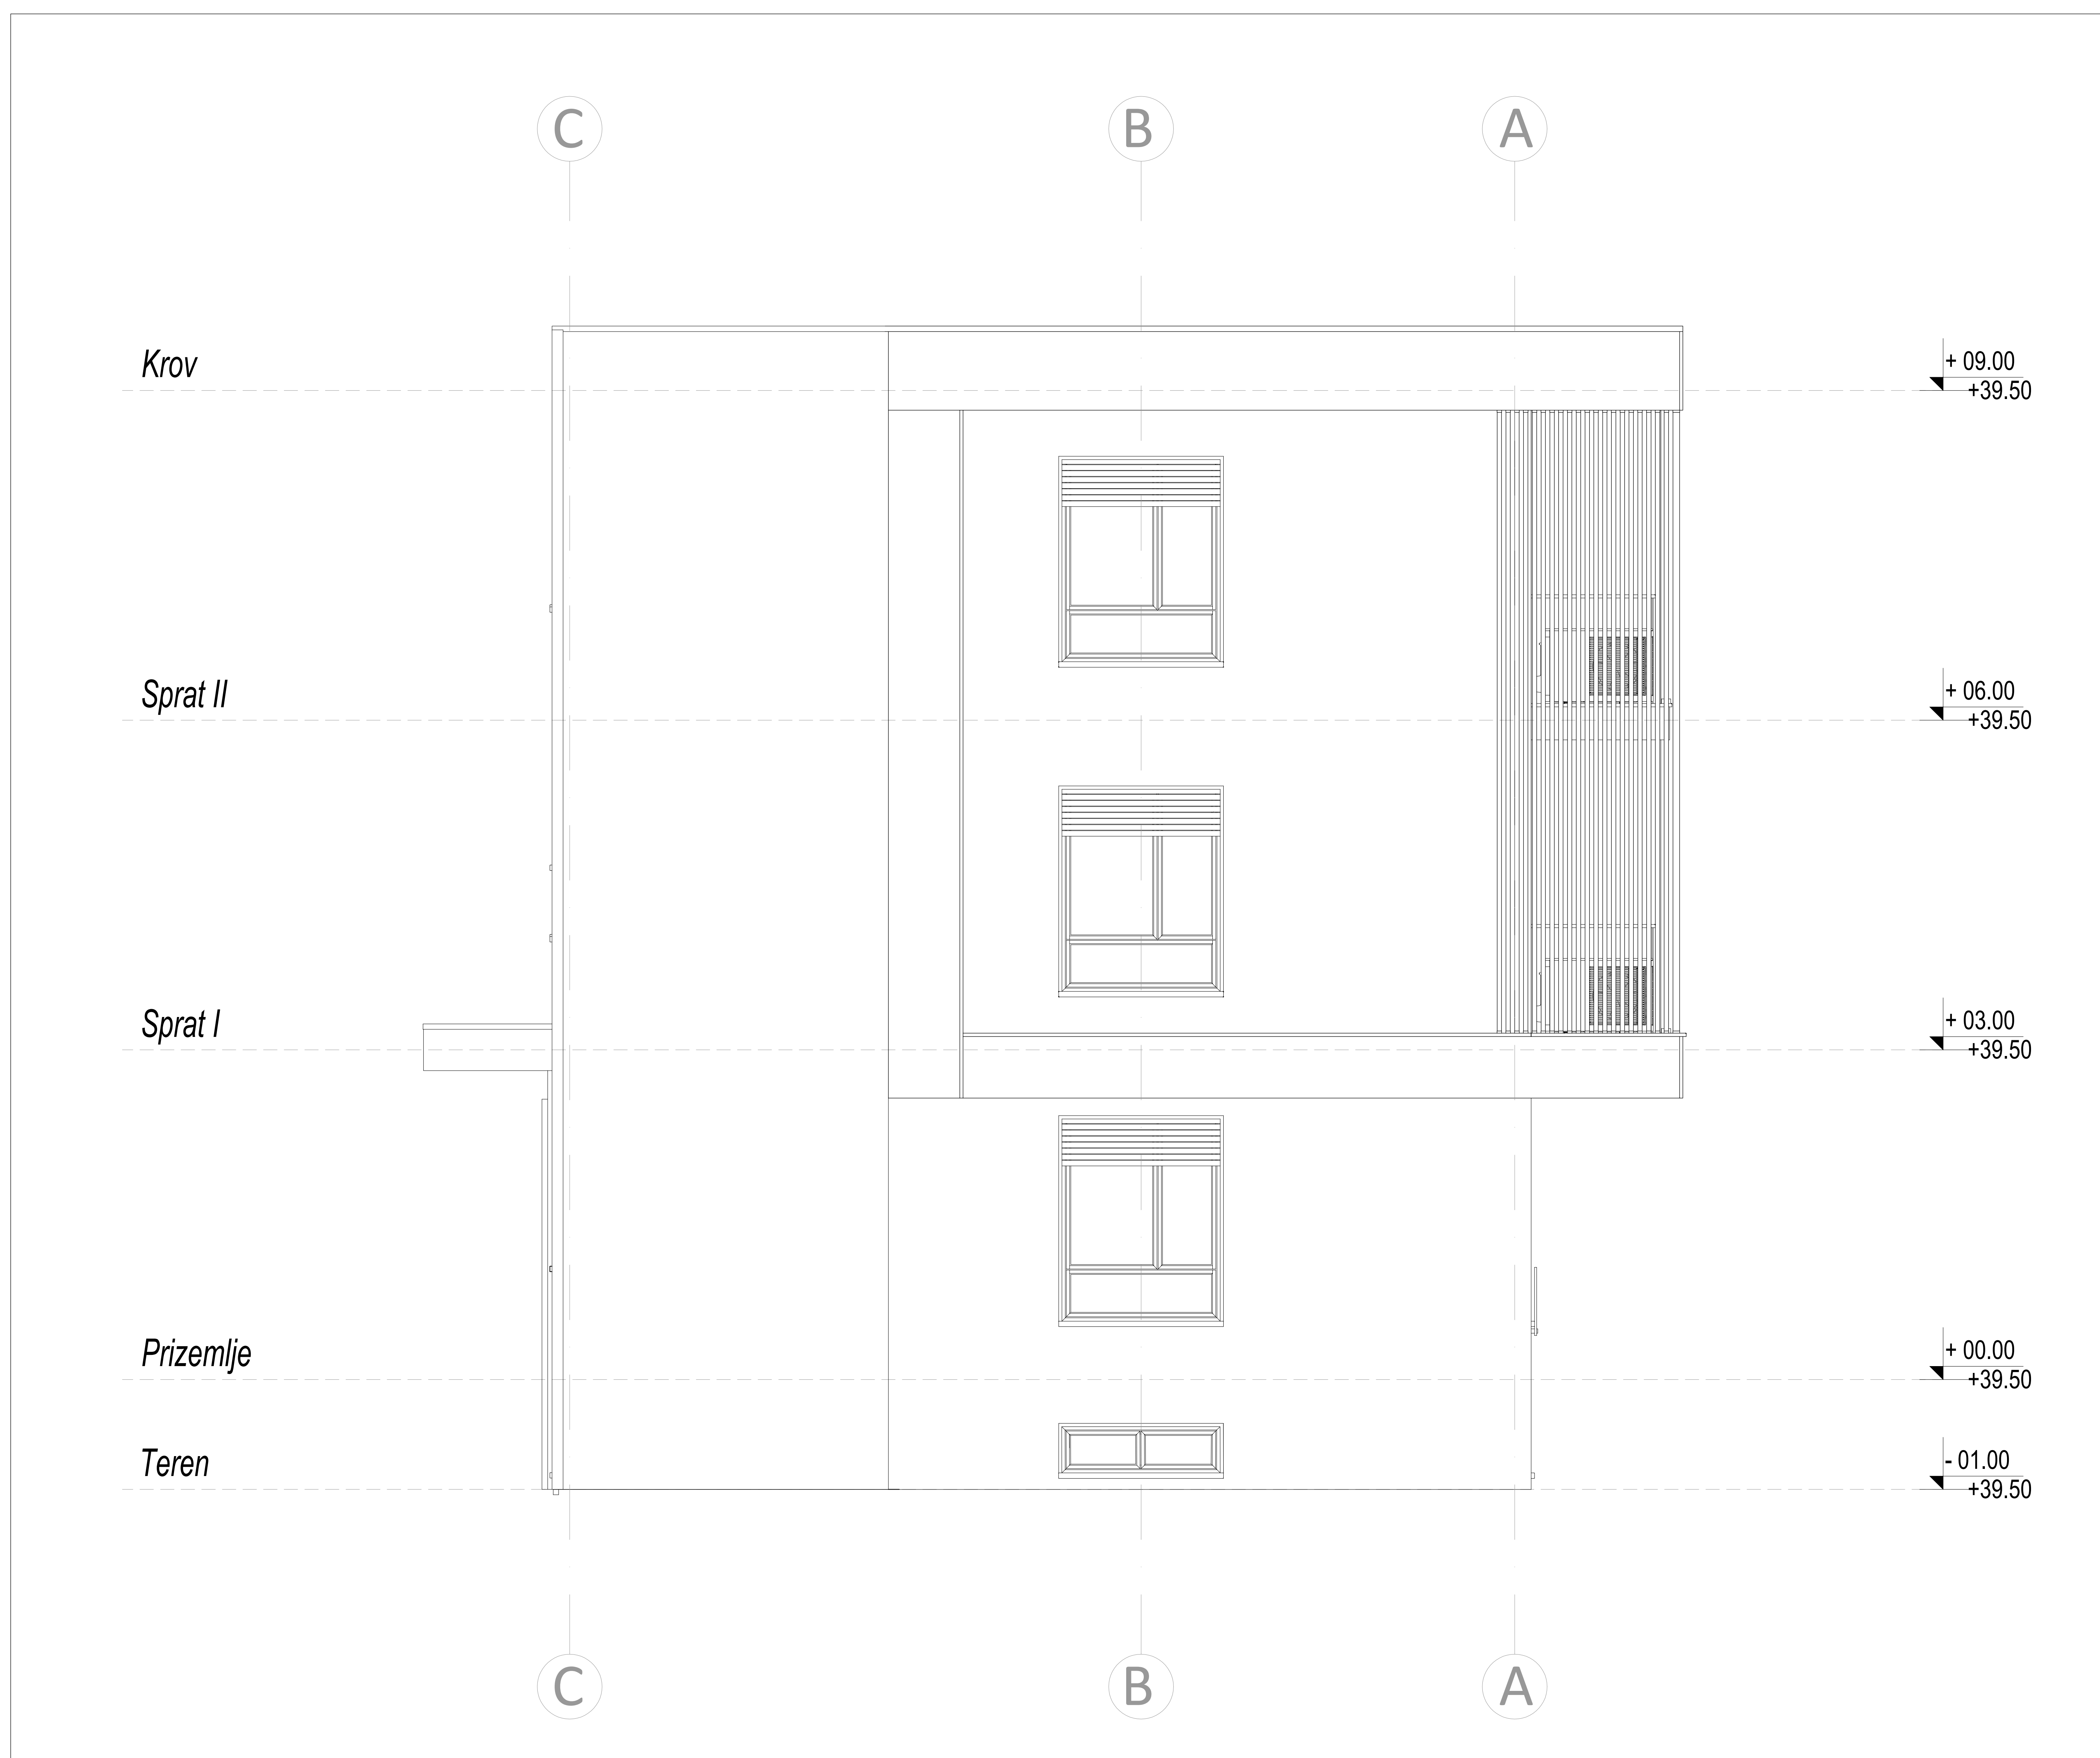 C B A
Krov
+ 09.00
+39.50
Sprat II
+ 06.00
+39.50
Sprat I
+ 03.00
+39.50
Prizemlje
+ 00.00
+39.50
Teren
- 01.00
+39.50
C B A